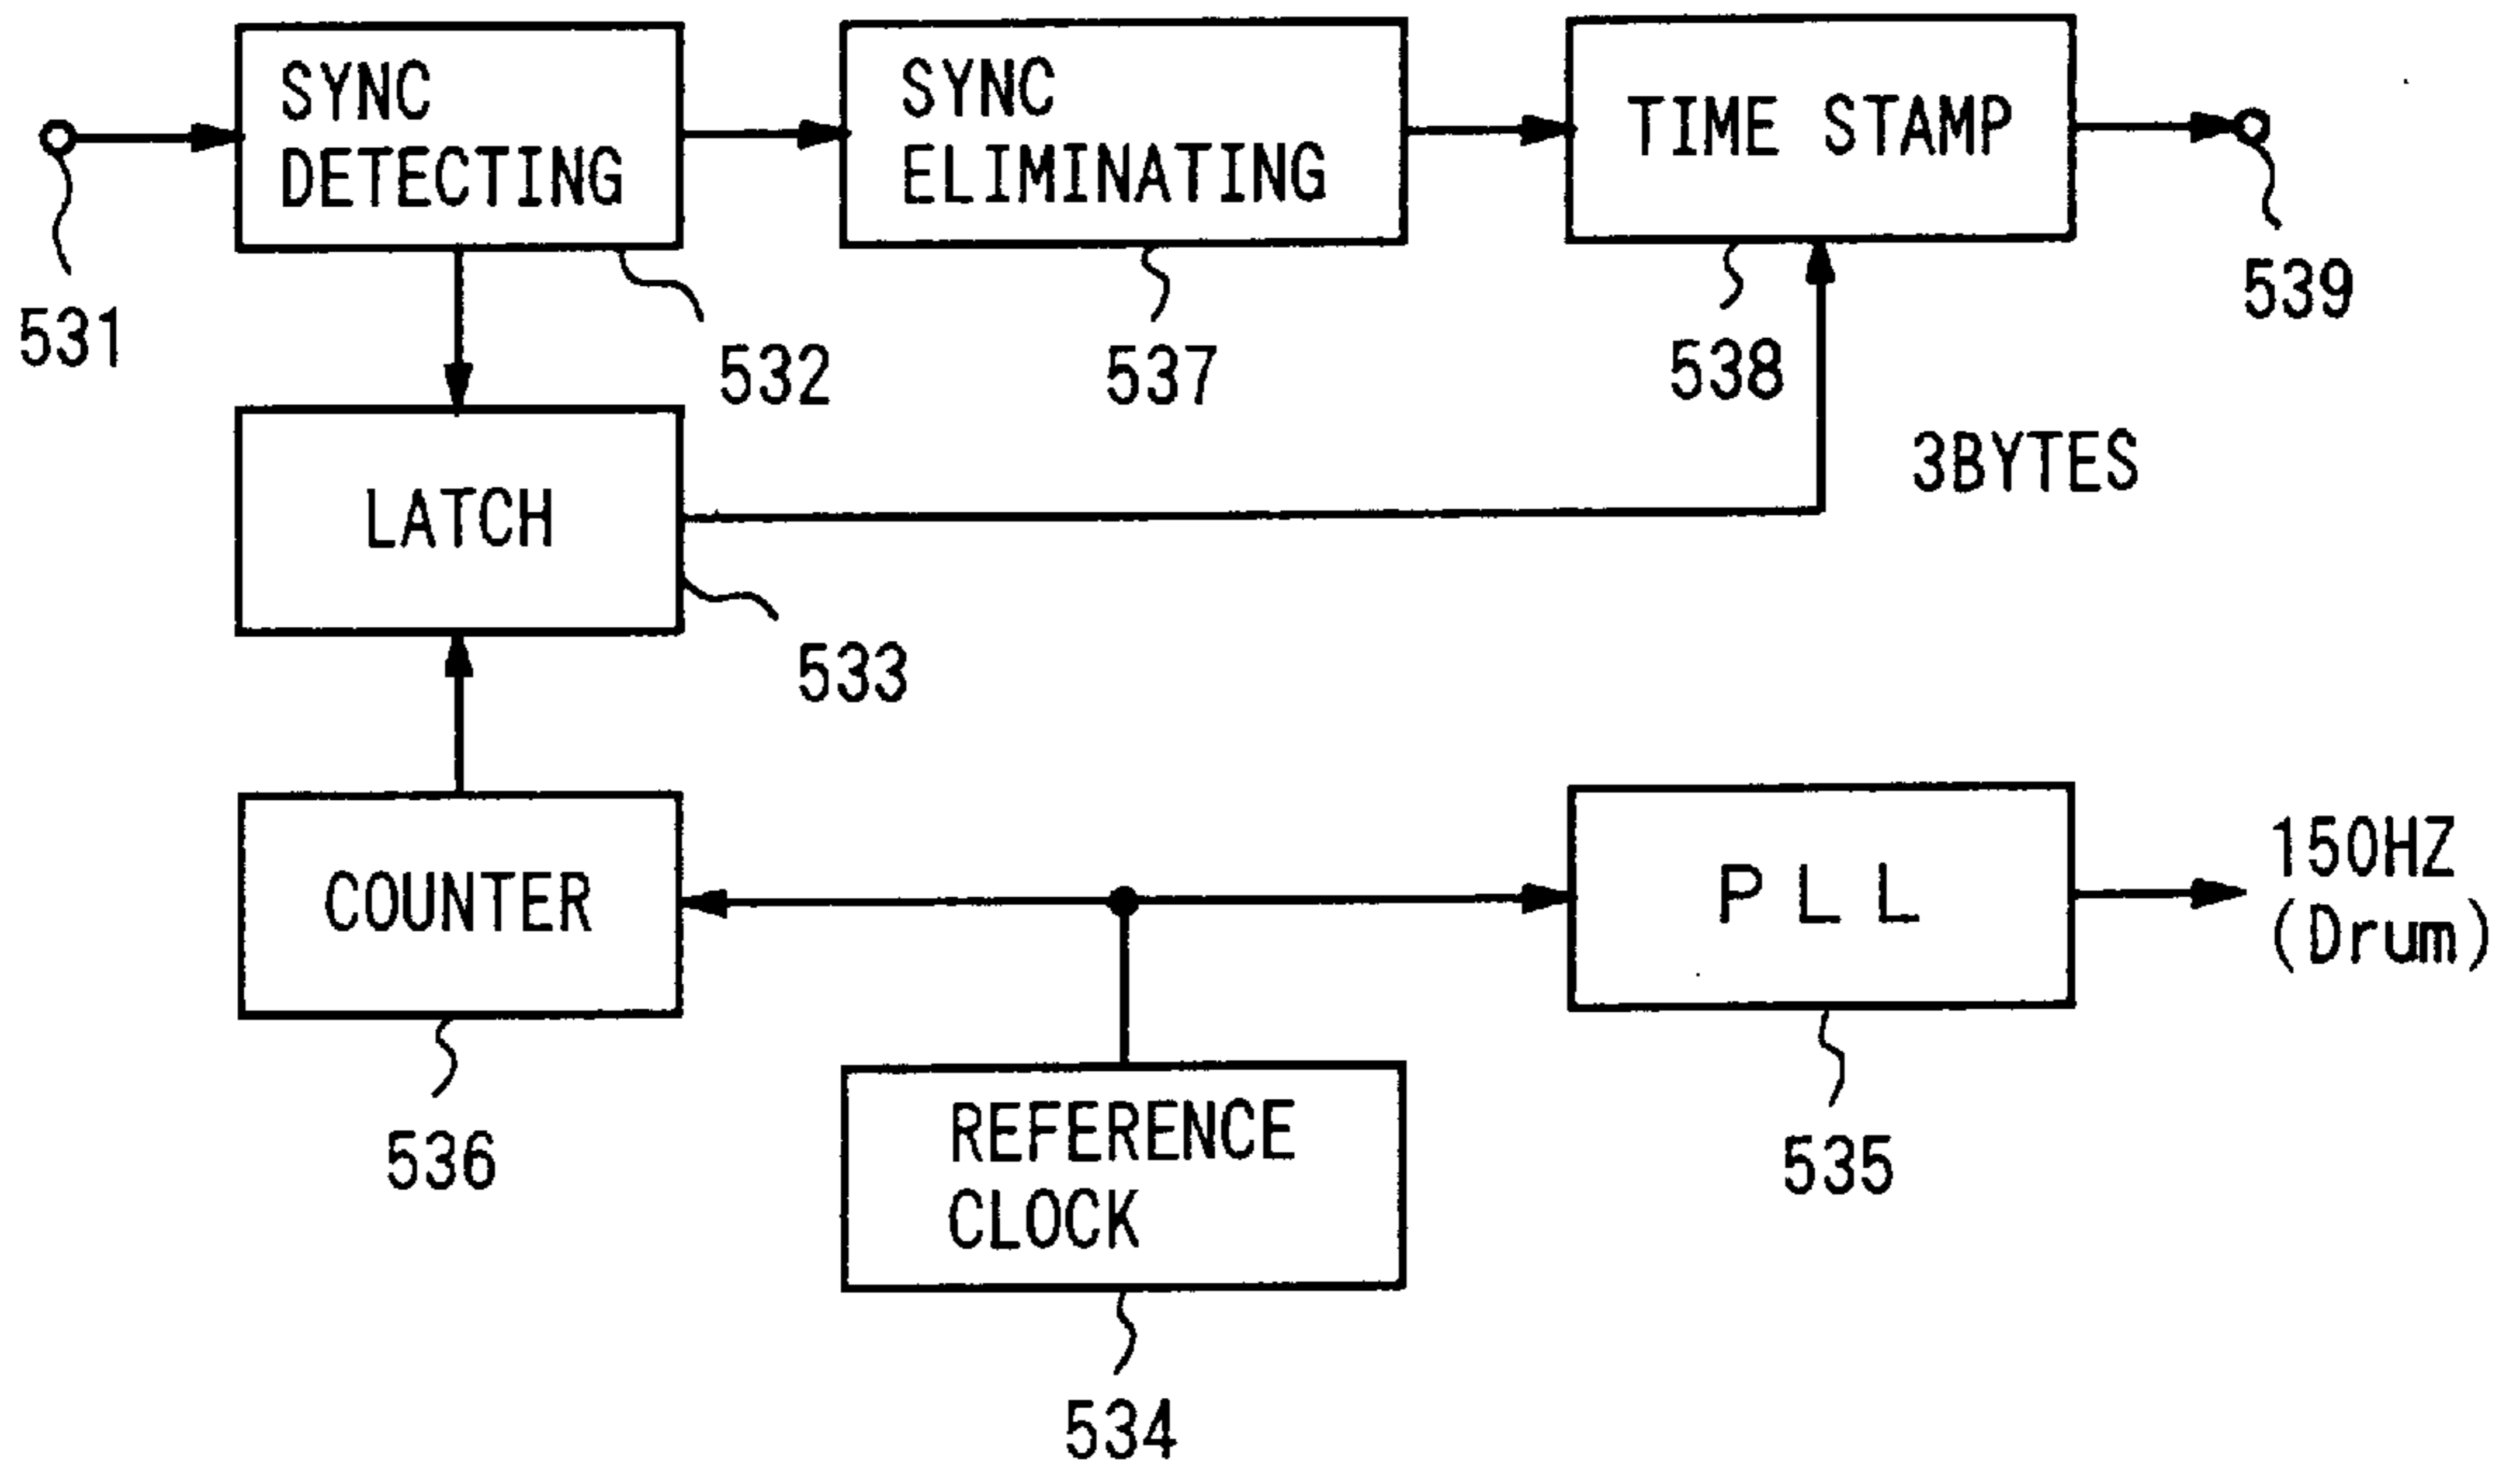 SYNC
DETECTING
SYNC
ELIMINATING
TIME STAMP
531
532
537
538
539
LATCH
3BYTES
533
COUNTER
PLL
150HZ
(Drum)
536
REFERENCE
CLOCK
535
534